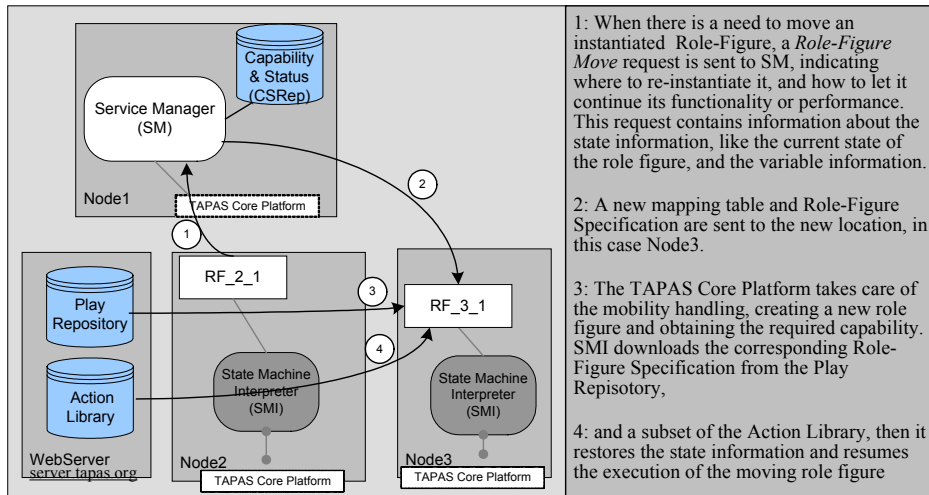 Capability
& Status
(CSRep)
Service Manager
(SM)
2
Node1
TAPAS Core Platform
1
RF_2_1
3
RF_3_1
Play
Repository
4
State Machine
Interpreter
(SMI)
State Machine
Interpreter
(SMI)
Action
Library
WebServer
server.tapas.org
Node2
Node3
TAPAS Core Platform
TAPAS Core Platform
1: When there is a need to move an
instantiated Role-Figure, a Role-Figure
Move request is sent to SM, indicating
where to re-instantiate it, and how to let it
continue its functionality or performance.
This request contains information about the
state information, like the current state of
the role figure, and the variable information.
2: A new mapping table and Role-Figure
Specification are sent to the new location, in
this case Node3.
3: The TAPAS Core Platform takes care of
the mobility handling, creating a new role
figure and obtaining the required capability.
SMI downloads the corresponding Role-
Figure Specification from the Play
Repisotory,
4: and a subset of the Action Library, then it
restores the state information and resumes
the execution of the moving role figure